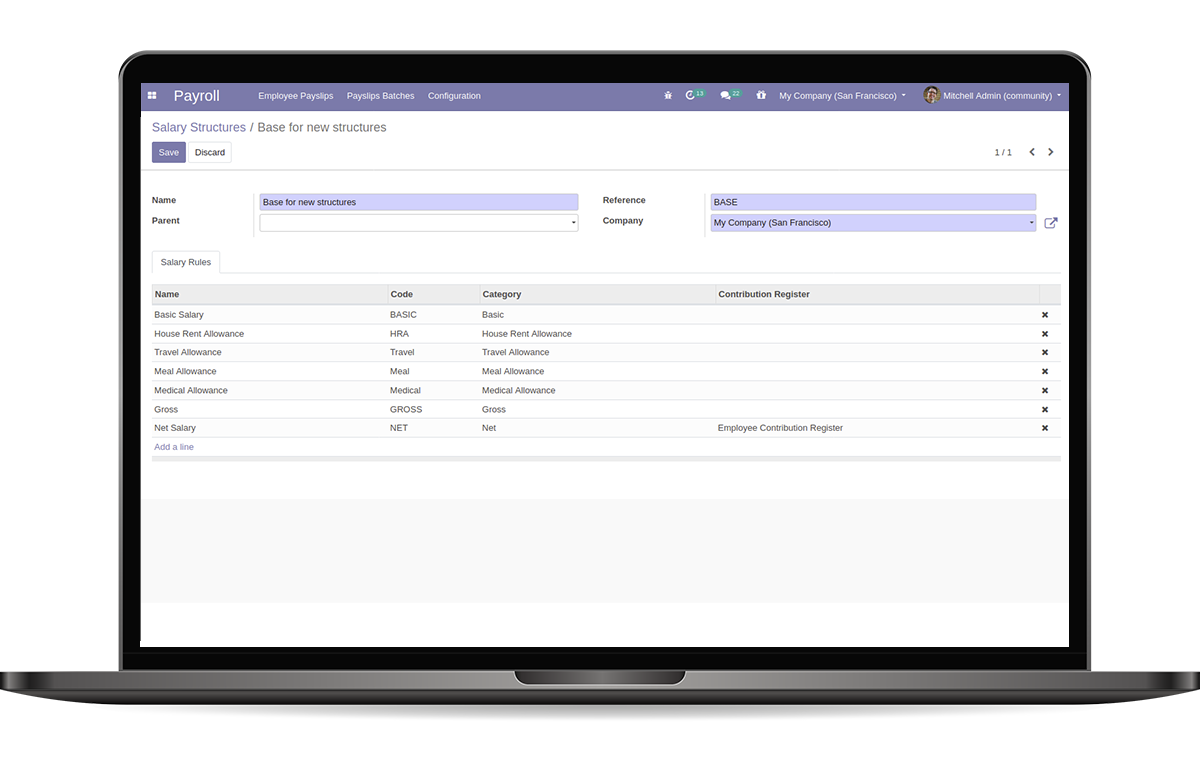 Payroll Employee Payslips Payslips Batches Configuration 13 22 My Company (San Francisco) Mitchell Admin (community)
Salary Structures / Base for new structures
Save Discard 1 / 1
Name Base for new structures Reference BASE
Parent Company My Company (San Francisco)
Salary Rules
Name Code Category Contribution Register
Basic Salary BASIC Basic
House Rent Allowance HRA House Rent Allowance
Travel Allowance Travel Travel Allowance
Meal Allowance Meal Meal Allowance
Medical Allowance Medical Medical Allowance
Gross GROSS Gross
Net Salary NET Net Employee Contribution Register
Add a line